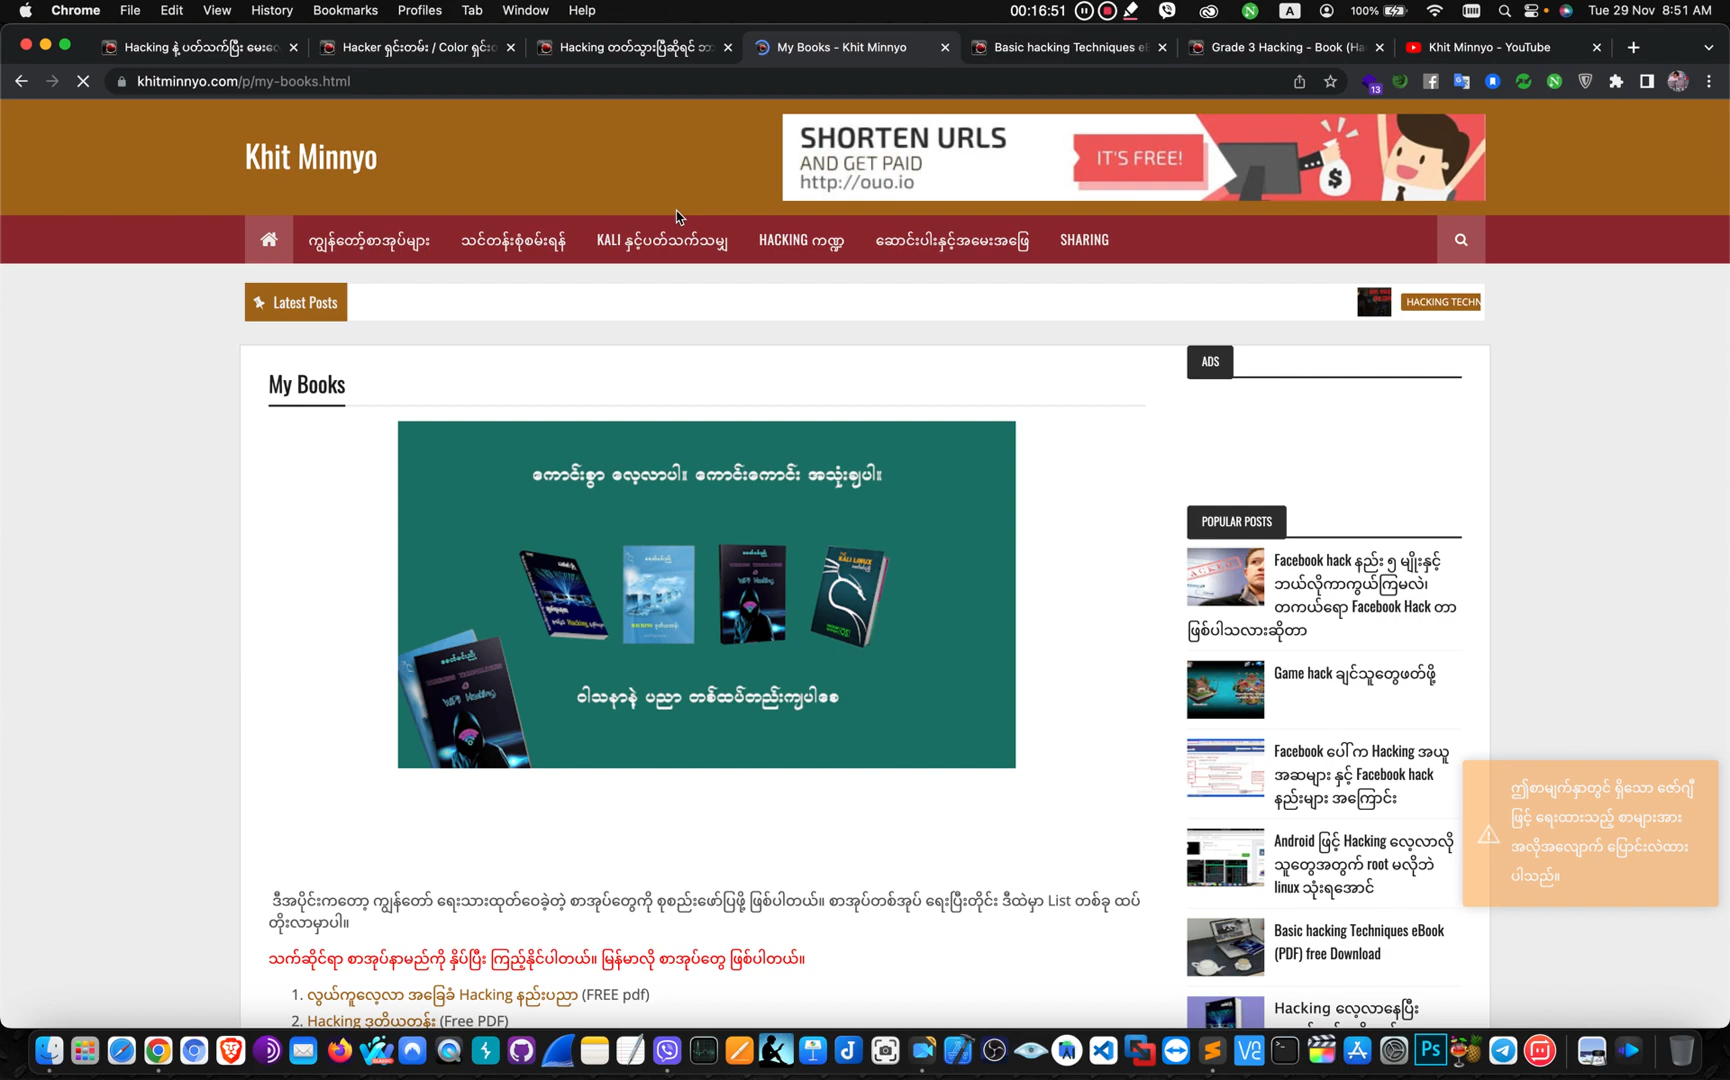 Chrome File Edit View History Bookmarks Profiles Tab Window Help 00:16:51 A 100% Tue 29 Nov 8:51 AM
Hacking နဲ့ ပတ်သက်ပြီး မေးလေ
Hacker ရှင်းတမ်း / Color ရှင်းင
Hacking တတ်သွားပြီဆိုရင် ဘာ
My Books - Khit Minnyo
Basic hacking Techniques eB
Grade 3 Hacking - Book (Ha
Khit Minnyo - YouTube
khitminnyo.com/p/my-books.html
13
Khit Minnyo
SHORTEN URLS
AND GET PAID
http://ouo.io
IT'S FREE!
ကျွန်တော့်စာအုပ်များ
သင်တန်းစုံစမ်းရန်
KALI နှင့်ပတ်သက်သမျှ
HACKING ကဏ္ဍ
ဆောင်းပါးနှင့်အမေးအဖြေ
SHARING
Latest Posts
HACKING TECHN
My Books
ကောင်းစွာ လေ့လာပါ။ ကောင်းကောင်း အသုံးချပါ။
ဝါသနာနဲ့ ပညာ တစ်ထပ်တည်းကျပါစေ
ဒီအပိုင်းကတော့ ကျွန်တော် ရေးသားထုတ်ဝေခဲ့တဲ့ စာအုပ်တွေကို စုစည်းဖော်ပြဖို့ ဖြစ်ပါတယ်။ စာအုပ်တစ်အုပ် ရေးပြီးတိုင်း ဒီထဲမှာ List တစ်ခု ထပ်
တိုးလာမှာပါ။
သက်ဆိုင်ရာ စာအုပ်နာမည်ကို နှိပ်ပြီး ကြည့်နိုင်ပါတယ်။ မြန်မာလို စာအုပ်တွေ ဖြစ်ပါတယ်။
1. လွယ်ကူလေ့လာ အခြေခံ Hacking နည်းပညာ (FREE pdf)
2. Hacking ဒုတိယတန်း (Free PDF)
ADS
POPULAR POSTS
Facebook hack နည်း ၅ မျိုးနှင့်
ဘယ်လိုကာကွယ်ကြမလဲ၊
တကယ်ရော Facebook Hack တာ
ဖြစ်ပါသလားဆိုတာ
Game hack ချင်သူတွေဖတ်ဖို့
Facebook ပေါ်က Hacking အယူ
အဆများ နှင့် Facebook hack
နည်းများ အကြောင်း
Android ဖြင့် Hacking လေ့လာလို
သူတွေအတွက် root မလိုဘဲ
linux သုံးရအောင်
Basic hacking Techniques eBook
(PDF) free Download
Hacking လေ့လာနေပြီး
ဤစာမျက်နှာတွင် ရှိသော ဇော်ဂျီ
ဖြင့် ရေးထားသည့် စာများအား
အလိုအလျောက် ပြောင်းလဲထား
ပါသည်။